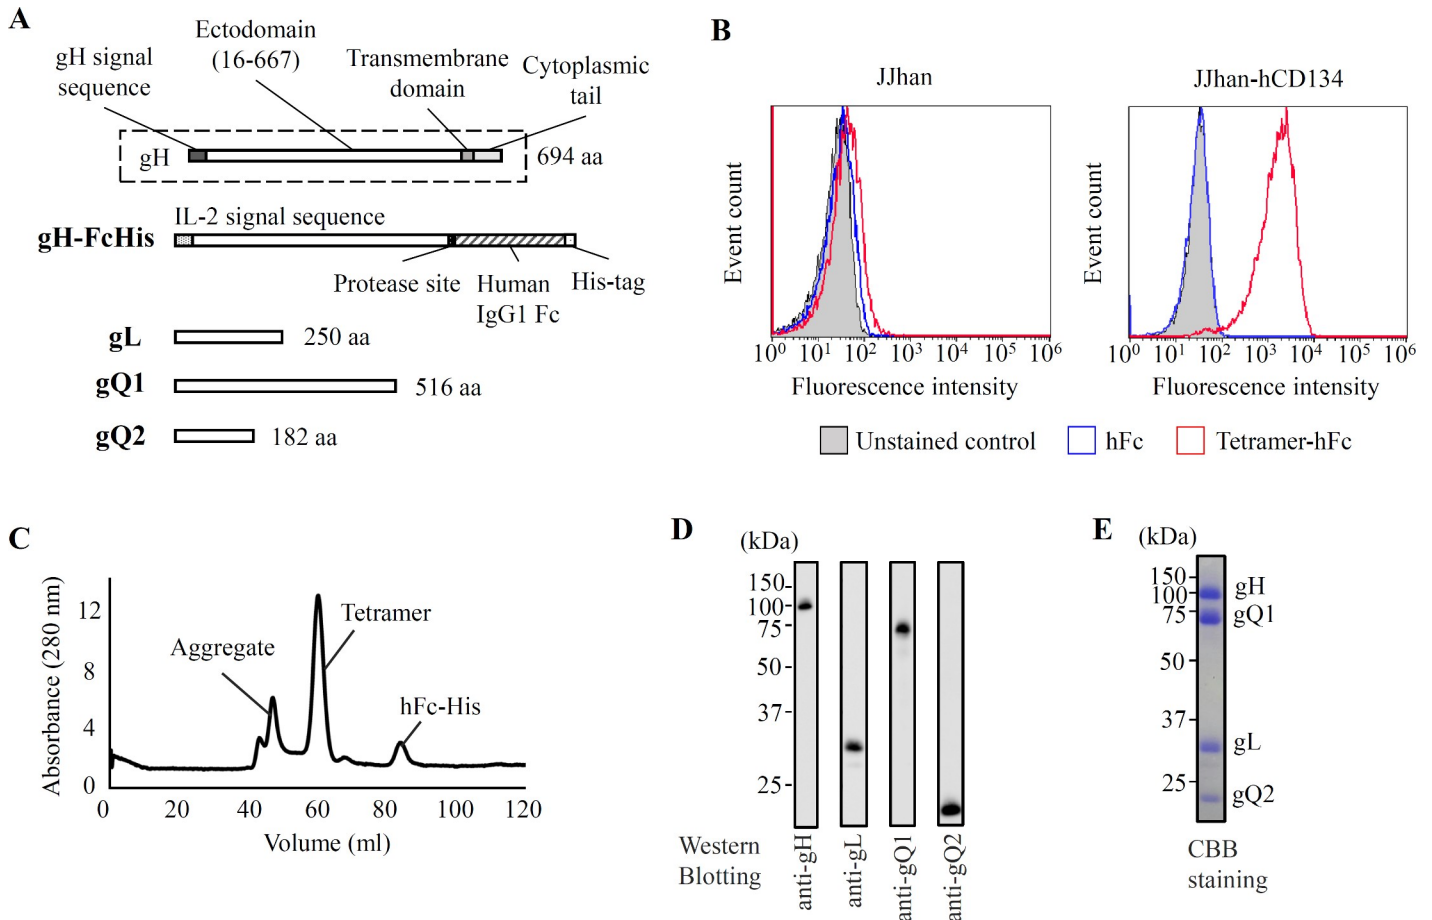 A
Ectodomain
(16-667)
gH signal
sequence
Transmembrane
domain
Cytoplasmic
tail
gH
694 aa
IL-2 signal sequence
gH-FcHis
Protease site
Human
IgG1 Fc
His-tag
gL
250 aa
gQ1
516 aa
gQ2
182 aa
B
JJhan
JJhan-hCD134
Event count
10⁰ 10¹ 10² 10³ 10⁴ 10⁵ 10⁶
Fluorescence intensity
Event count
10⁰ 10¹ 10² 10³ 10⁴ 10⁵ 10⁶
Fluorescence intensity
Unstained control
hFc
Tetramer-hFc
C
Absorbance (280 nm)
12
8
4
0
Aggregate
Tetramer
hFc-His
0 20 40 60 80 100 120
Volume (ml)
D
(kDa)
150
100
75
50
37
25
Western
Blotting
anti-gH
anti-gL
anti-gQ1
anti-gQ2
E
(kDa)
150
100
75
50
37
25
gH
gQ1
gL
gQ2
CBB
staining